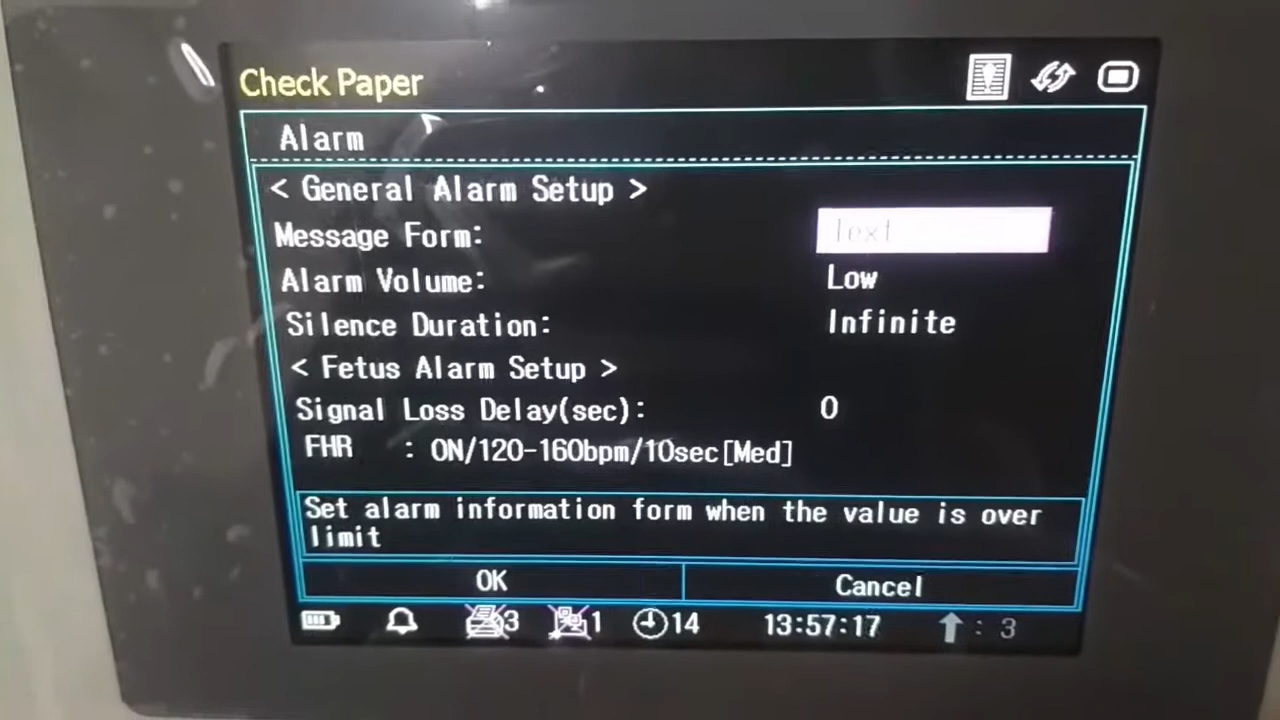 Check Paper
Alarm
< General Alarm Setup >
Message Form: Text
Alarm Volume: Low
Silence Duration: Infinite
< Fetus Alarm Setup >
Signal Loss Delay(sec): 0
FHR : ON/120-160bpm/10sec[Med]
Set alarm information form when the value is over
limit
OK Cancel
3 1 14 13:57:17 : 3